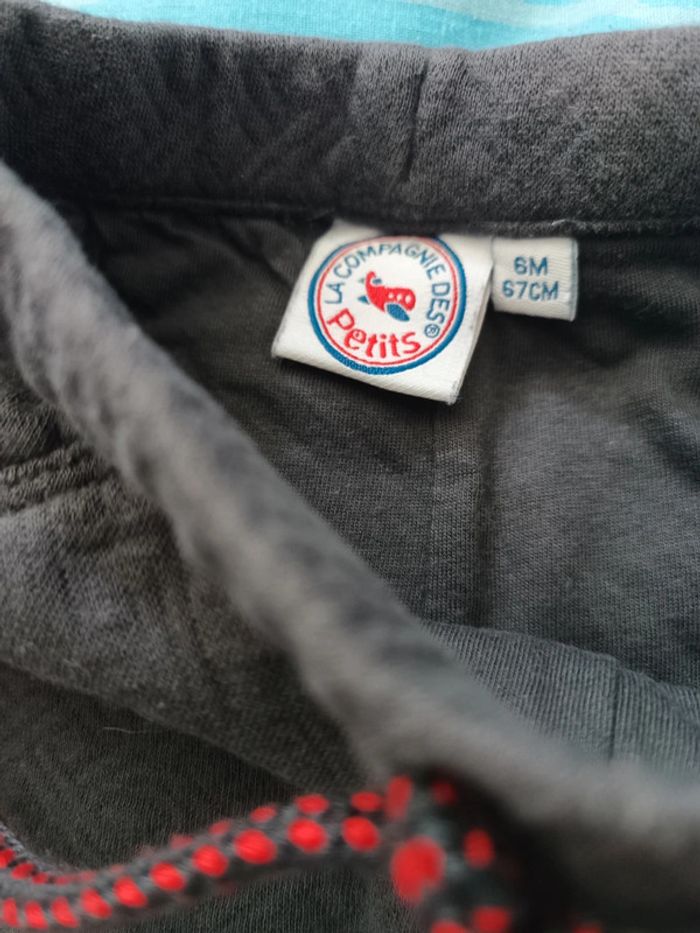 LA COMPAGNIE DES®
Petits
6M
67CM